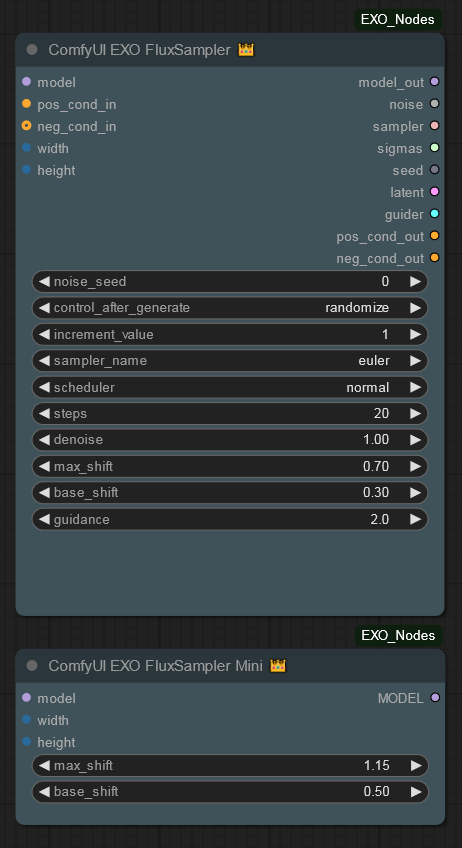 EXO_Nodes
ComfyUI EXO FluxSampler 👑
model model_out
pos_cond_in noise
neg_cond_in sampler
width sigmas
height seed
latent
guider
pos_cond_out
neg_cond_out
noise_seed 0
control_after_generate randomize
increment_value 1
sampler_name euler
scheduler normal
steps 20
denoise 1.00
max_shift 0.70
base_shift 0.30
guidance 2.0
EXO_Nodes
ComfyUI EXO FluxSampler Mini 👑
model MODEL
width
height
max_shift 1.15
base_shift 0.50